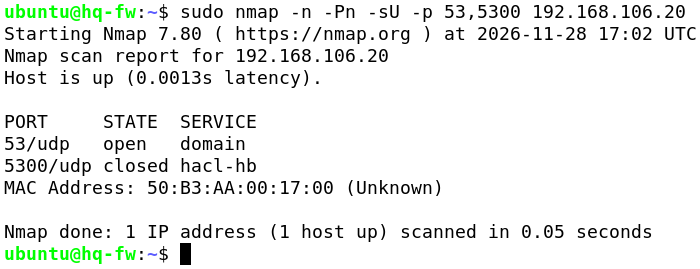 ubuntu@hq-fw:~$ sudo nmap -n -Pn -sU -p 53,5300 192.168.106.20
Starting Nmap 7.80 ( https://nmap.org ) at 2026-11-28 17:02 UTC
Nmap scan report for 192.168.106.20
Host is up (0.0013s latency).

PORT     STATE  SERVICE
53/udp   open   domain
5300/udp closed hacl-hb
MAC Address: 50:B3:AA:00:17:00 (Unknown)

Nmap done: 1 IP address (1 host up) scanned in 0.05 seconds
ubuntu@hq-fw:~$